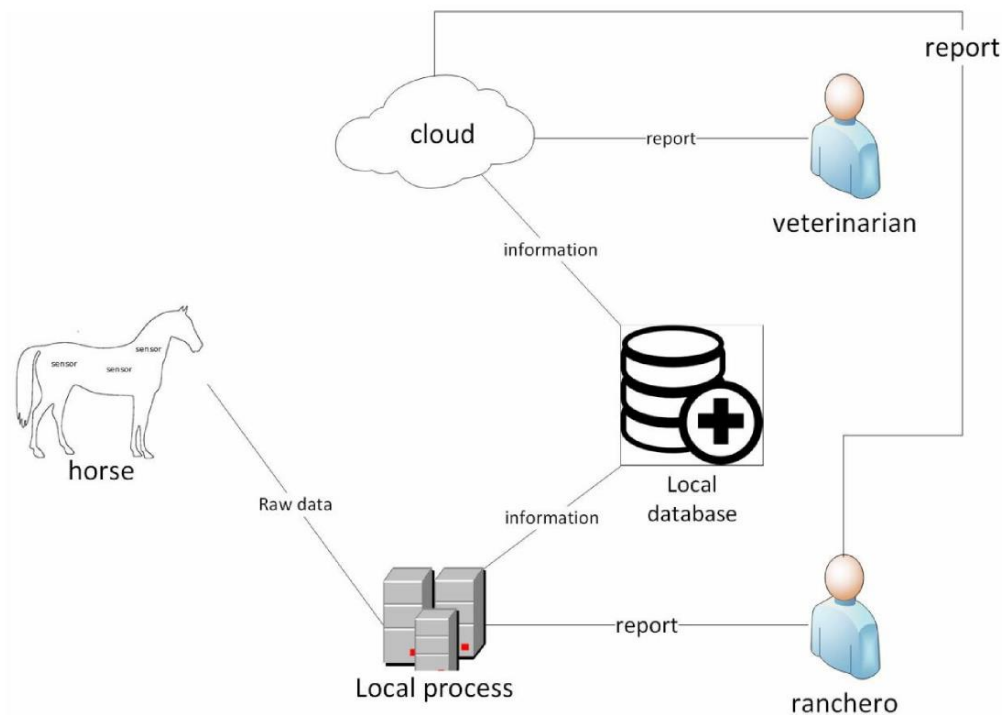 report
cloud
report
veterinarian
information
sensor
sensor
sensor
horse
Raw data
information
Local
database
report
Local process
ranchero